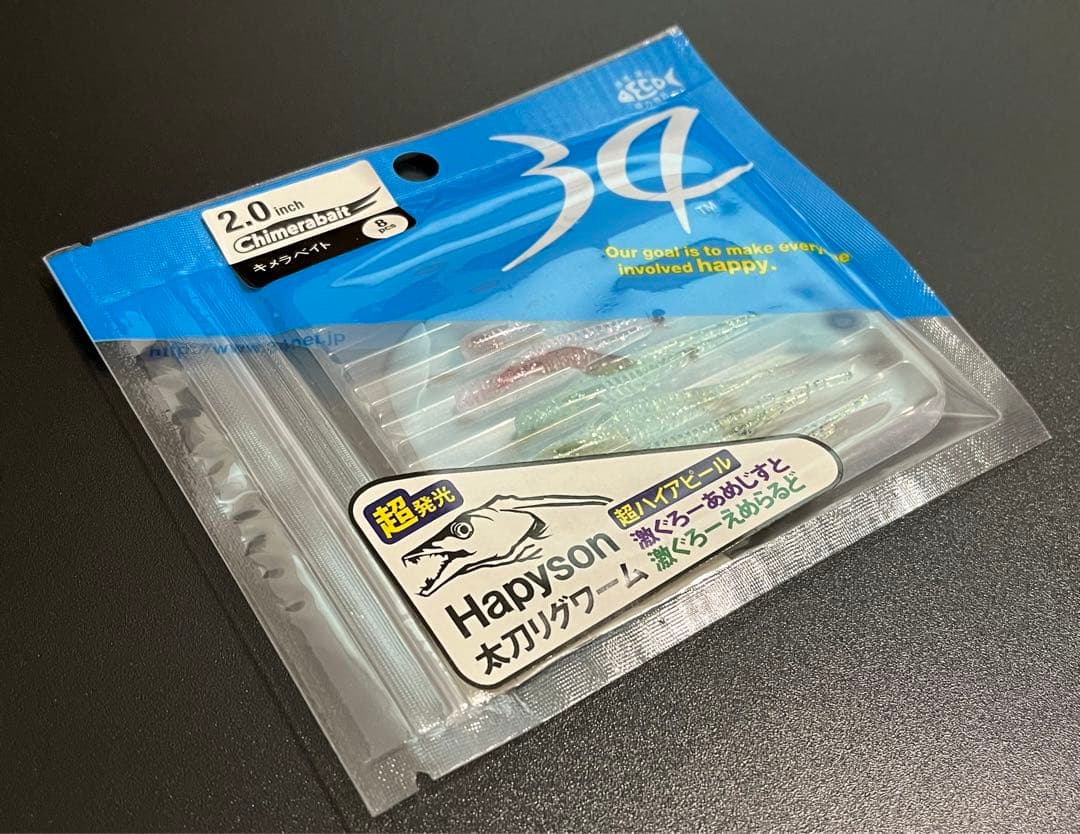 ECO
34
TM
2.0 inch
Chimerabait
8 pcs
キメラベイト
Our goal is to make every
involved happy.
超発光
超ハイアピール
激ぐろーあめじすと
激ぐろーえめらるど
Hapyson
太刀リグワーム